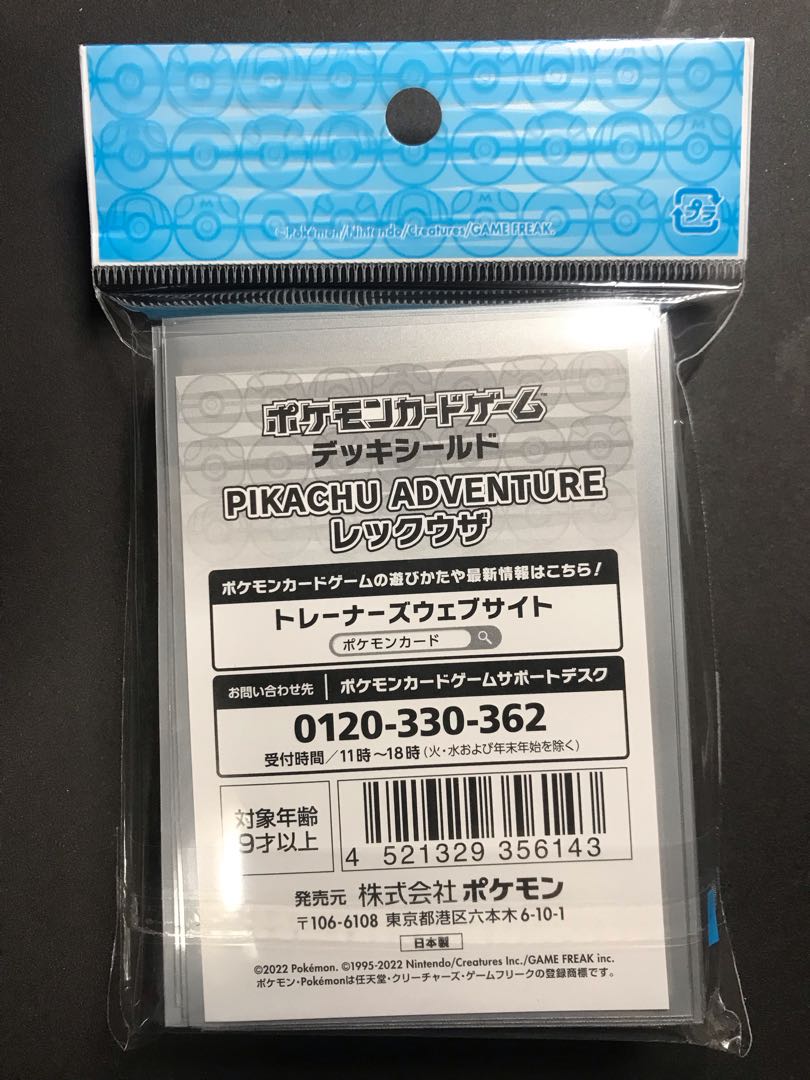 ©Pokémon/Nintendo/Creatures/GAME FREAK.
プラ
ポケモンカードゲーム™
デッキシールド
PIKACHU ADVENTURE
レックウザ
ポケモンカードゲームの遊びかたや最新情報はこちら!
トレーナーズウェブサイト
ポケモンカード
お問い合わせ先 | ポケモンカードゲームサポートデスク
0120-330-362
受付時間/11時〜18時(火・水および年末年始を除く)
対象年齢
9才以上
4 521329 356143
発売元 株式会社 ポケモン
〒106-6108 東京都港区六本木6-10-1
日本製
©2022 Pokémon. ©1995-2022 Nintendo/Creatures Inc./GAME FREAK inc.
ポケモン・Pokémonは任天堂・クリーチャーズ・ゲームフリークの登録商標です。